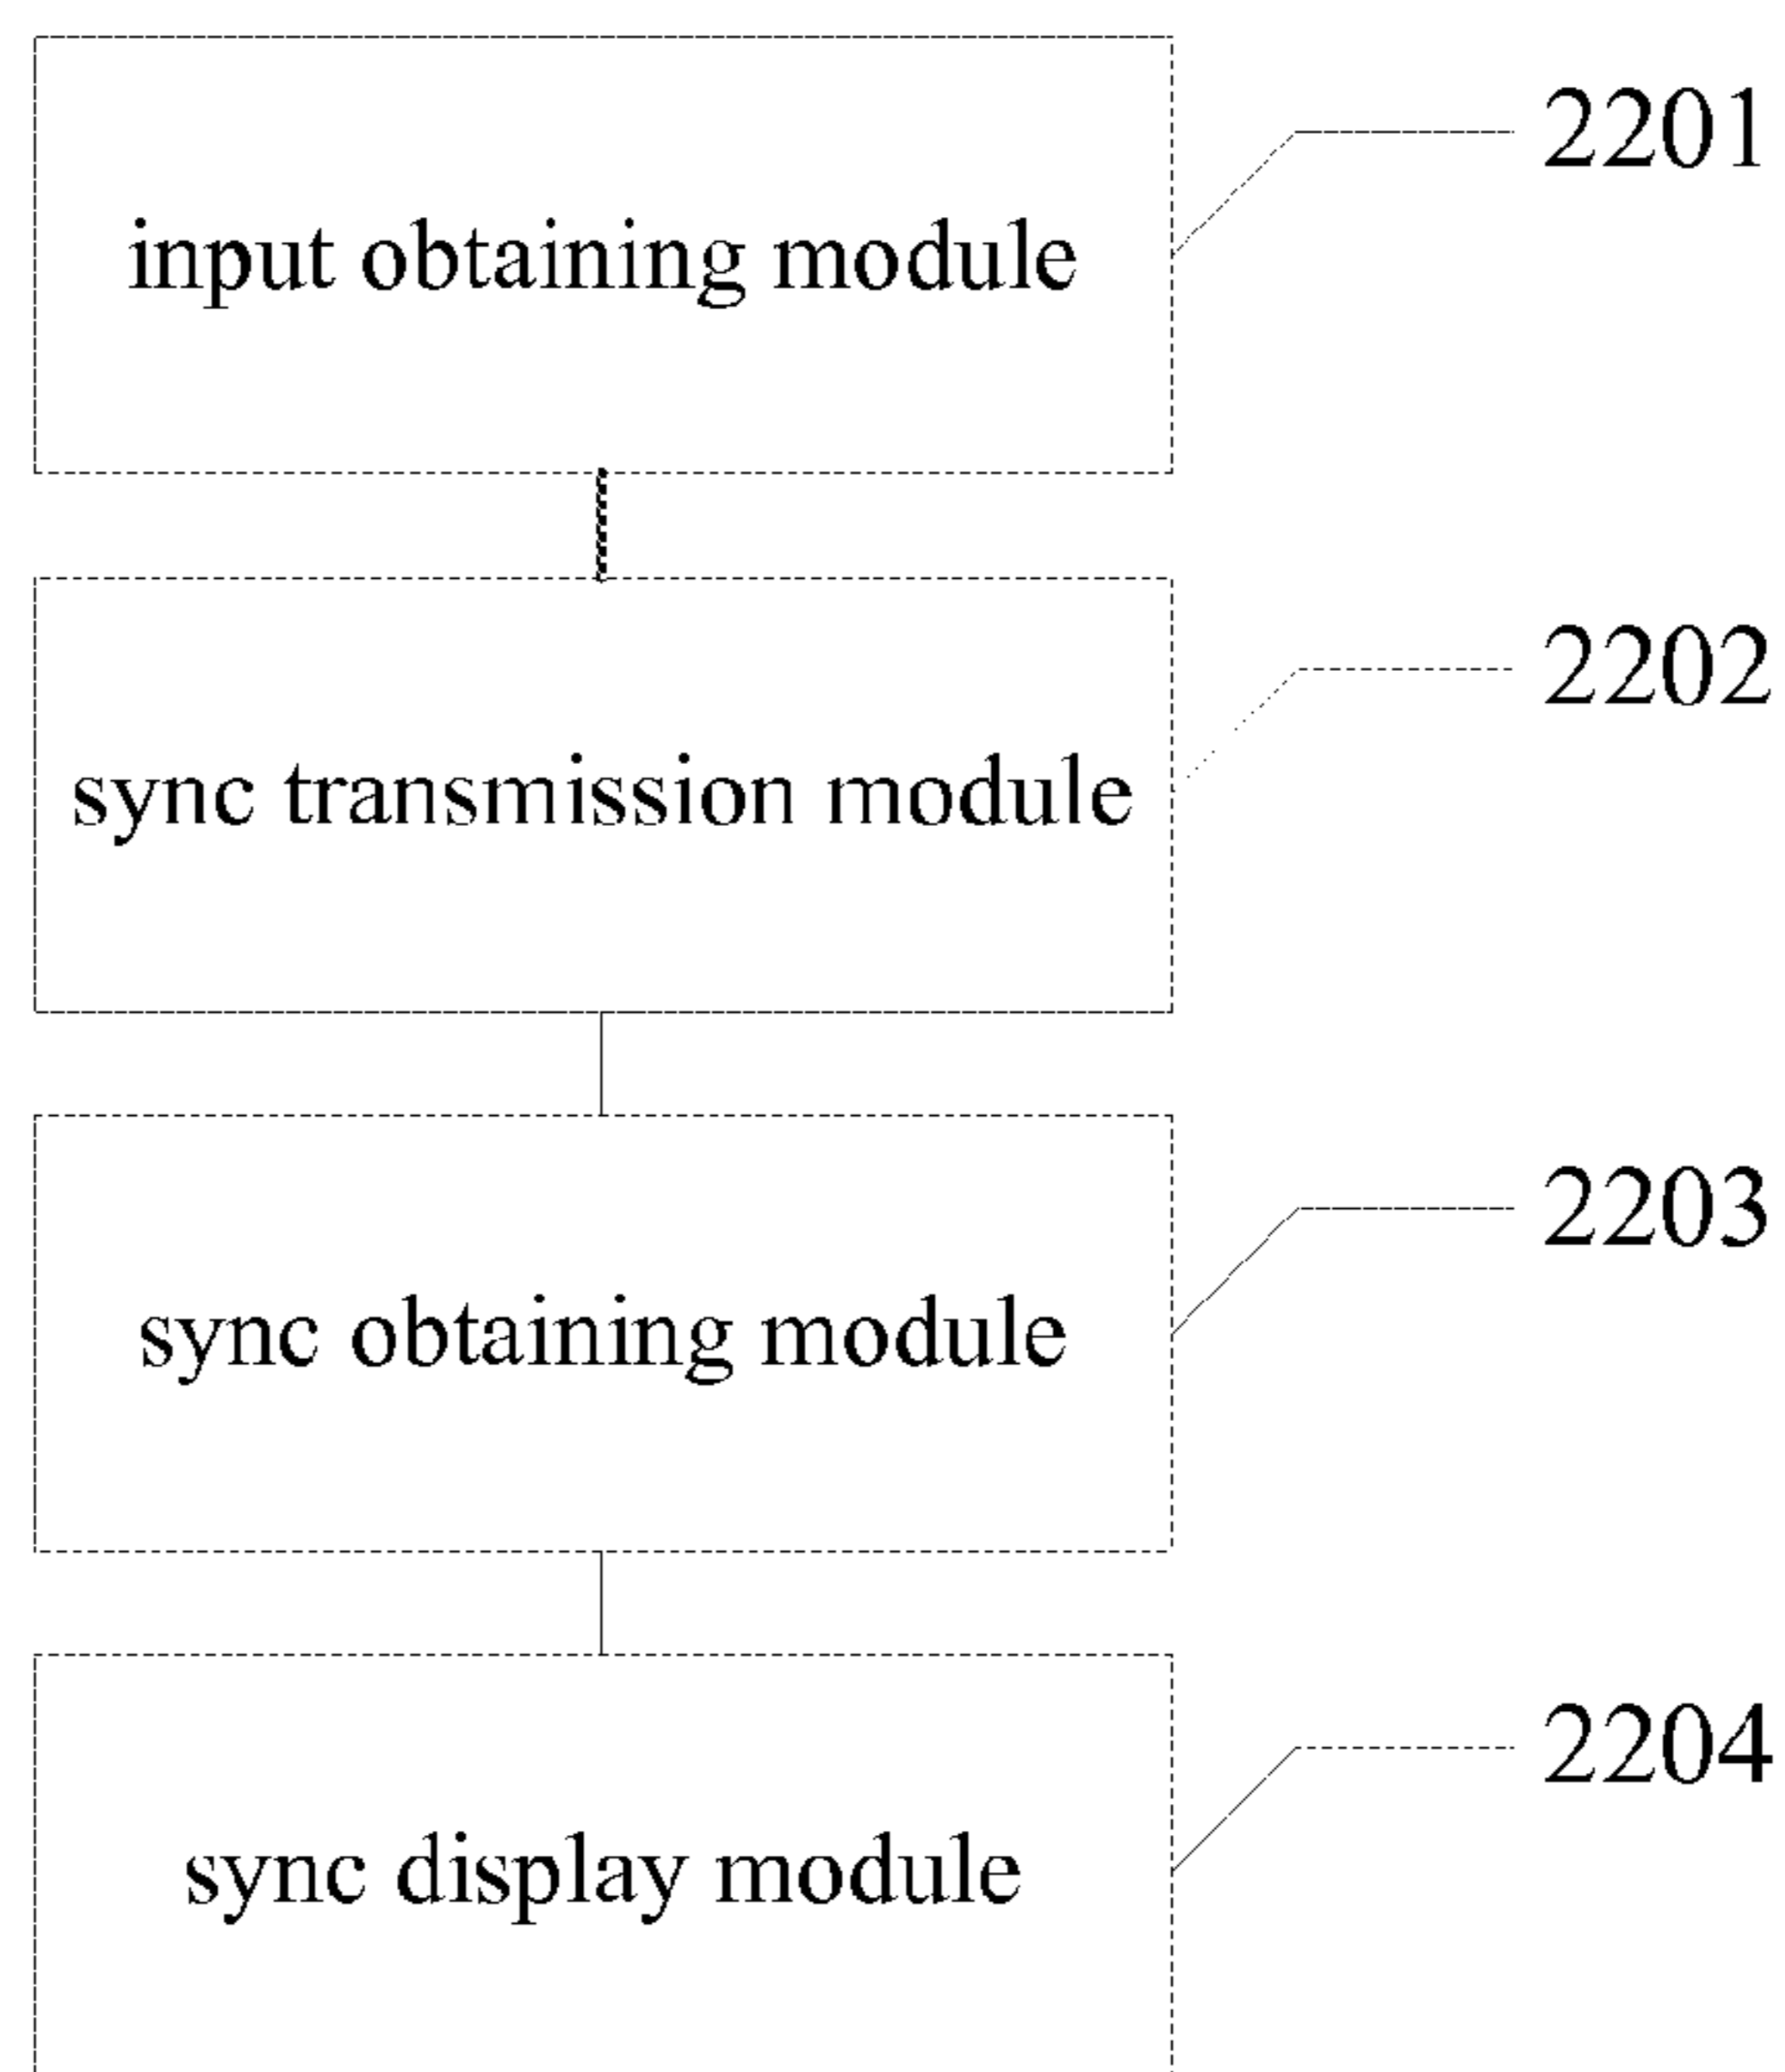 input obtaining module
2201
sync transmission module
2202
sync obtaining module
2203
sync display module
2204